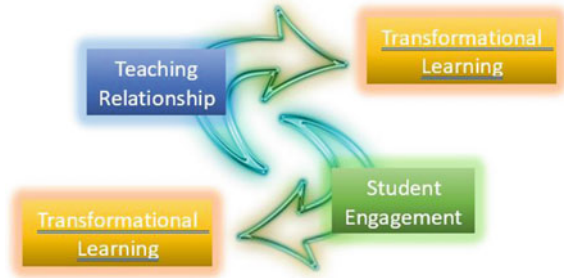 Transformational
Learning
Teaching
Relationship
Student
Engagement
Transformational
Learning